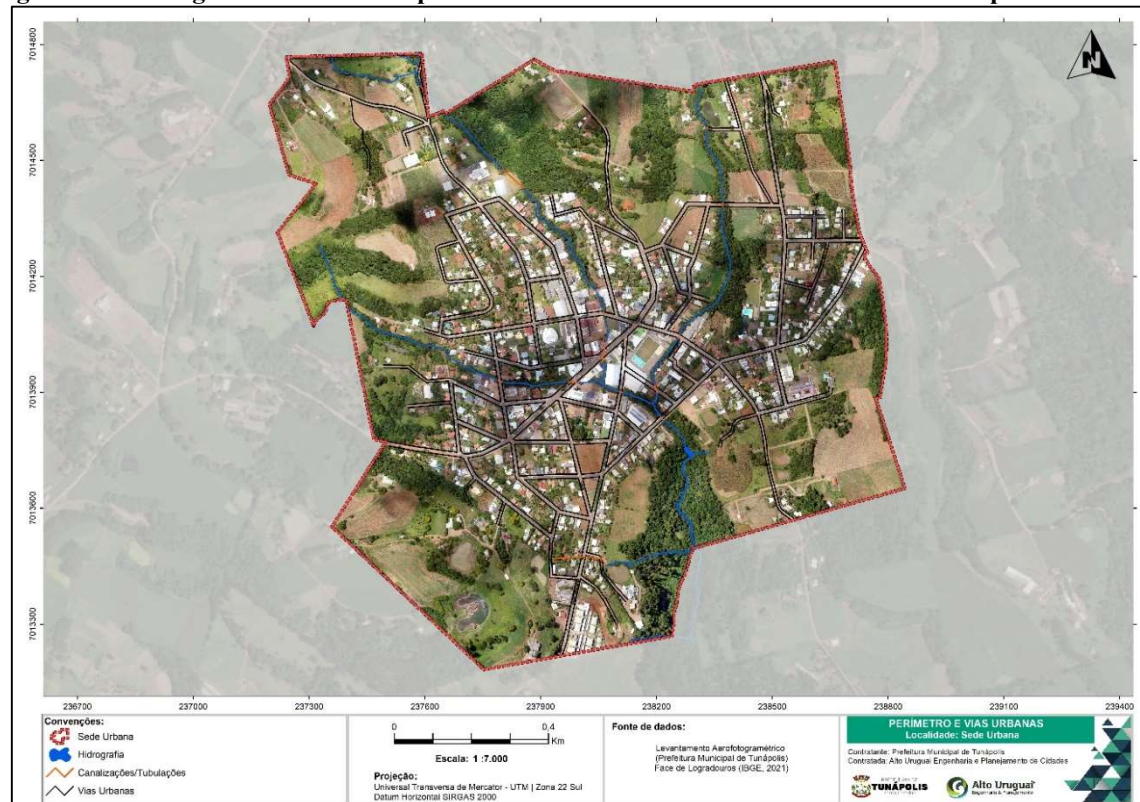 7014800
7014500
7014200
7013900
7013600
7013300
N
236700 237000 237300 237600 237900 238200 238500 238800 239100 239400
Convenções:
Sede Urbana
Hidrografia
Canalizações/Tubulações
Vias Urbanas
0 0,4
Km
Escala: 1 :7.000
Projeção:
Universal Transversa de Mercator - UTM | Zona 22 Sul
Datum Horizontal SIRGAS 2000
Fonte de dados:
Levantamento Aerofotogramétrico
(Prefeitura Municipal de Tunápolis)
Face de Logradouros (IBGE, 2021)
PERÍMETRO E VIAS URBANAS
Localidade: Sede Urbana
Contratante: Prefeitura Municipal de Tunápolis
Contratada: Alto Uruguai Engenharia e Planejamento de Cidades
TUNÁPOLIS
Alto Uruguai
Engenharia & Planejamento